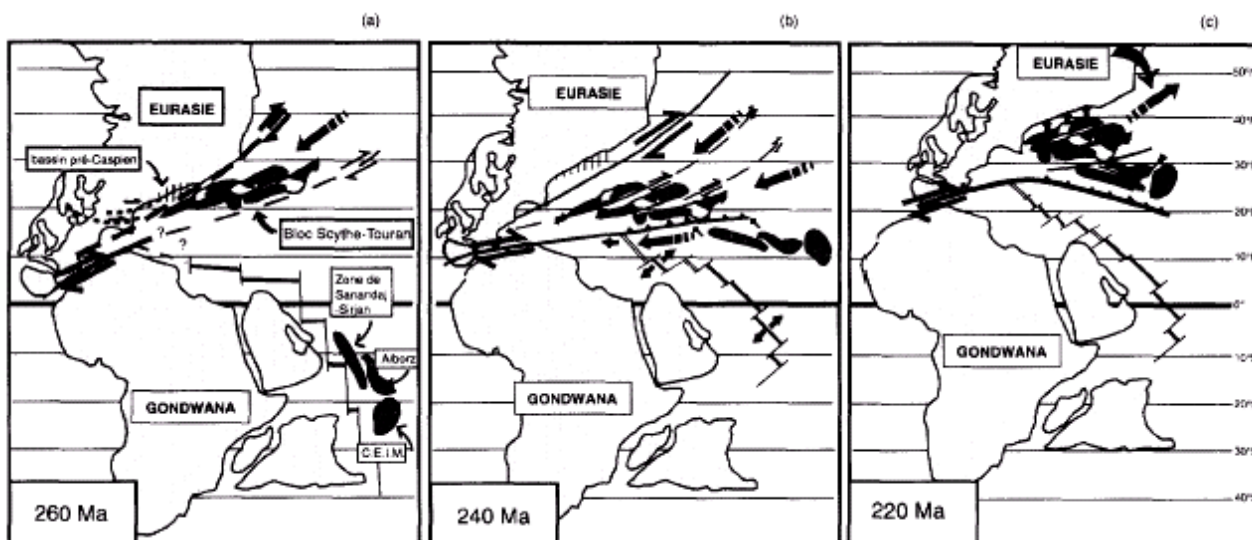 (a)
EURASIE
bassin pré-Caspien
Bloc Scythe-Touran
?
?
Zone de
Sanandaj
-Sirjan
Alborz
GONDWANA
C.E.I.M.
260 Ma
(b)
EURASIE
GONDWANA
240 Ma
(c)
EURASIE
50°N
40°N
30°N
20°N
10°N
0°
GONDWANA
10°S
20°S
30°S
40°S
220 Ma